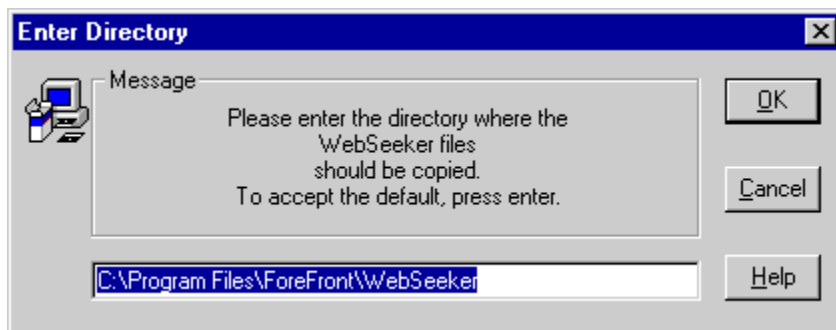 Enter Directory
Message
Please enter the directory where the
WebSeeker files
should be copied.
To accept the default, press enter.
C:\Program Files\ForeFront\WebSeeker
OK
Cancel
Help